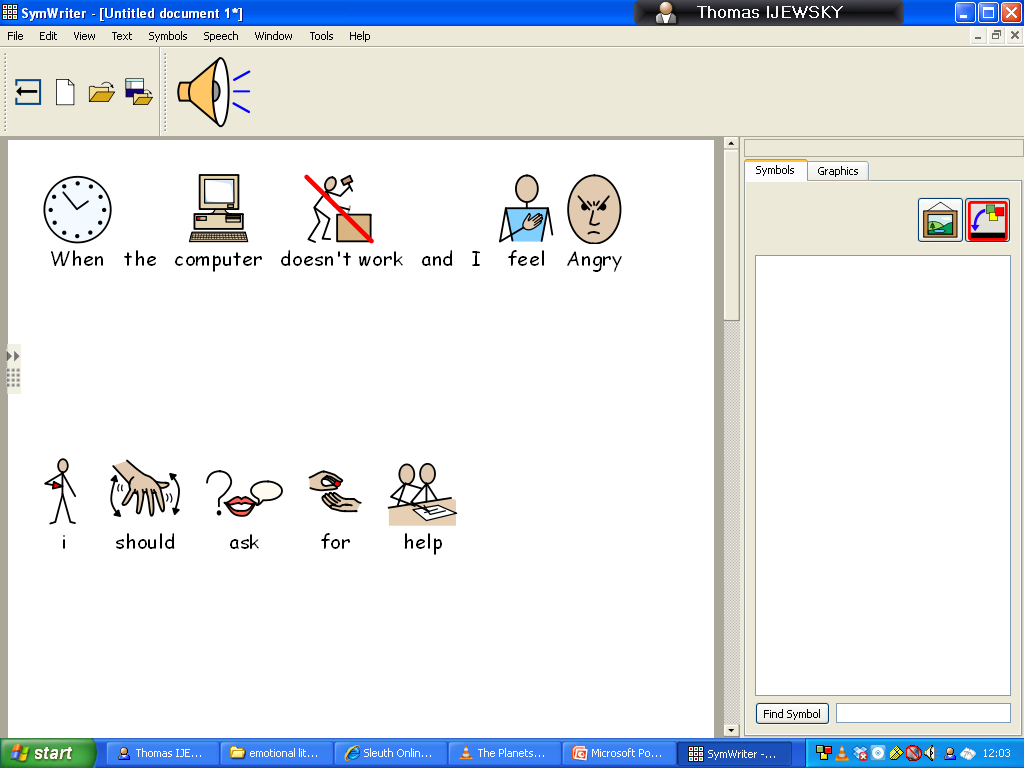 SymWriter - [Untitled document 1*]
Thomas IJEWSKY
File Edit View Text Symbols Speech Window Tools Help
Symbols Graphics
When the computer doesn't work and I feel Angry
i should ask for help
Find Symbol
start Thomas IJE... emotional lit... Sleuth Onlin... The Planets... Microsoft Po... SymWriter -... 12:03